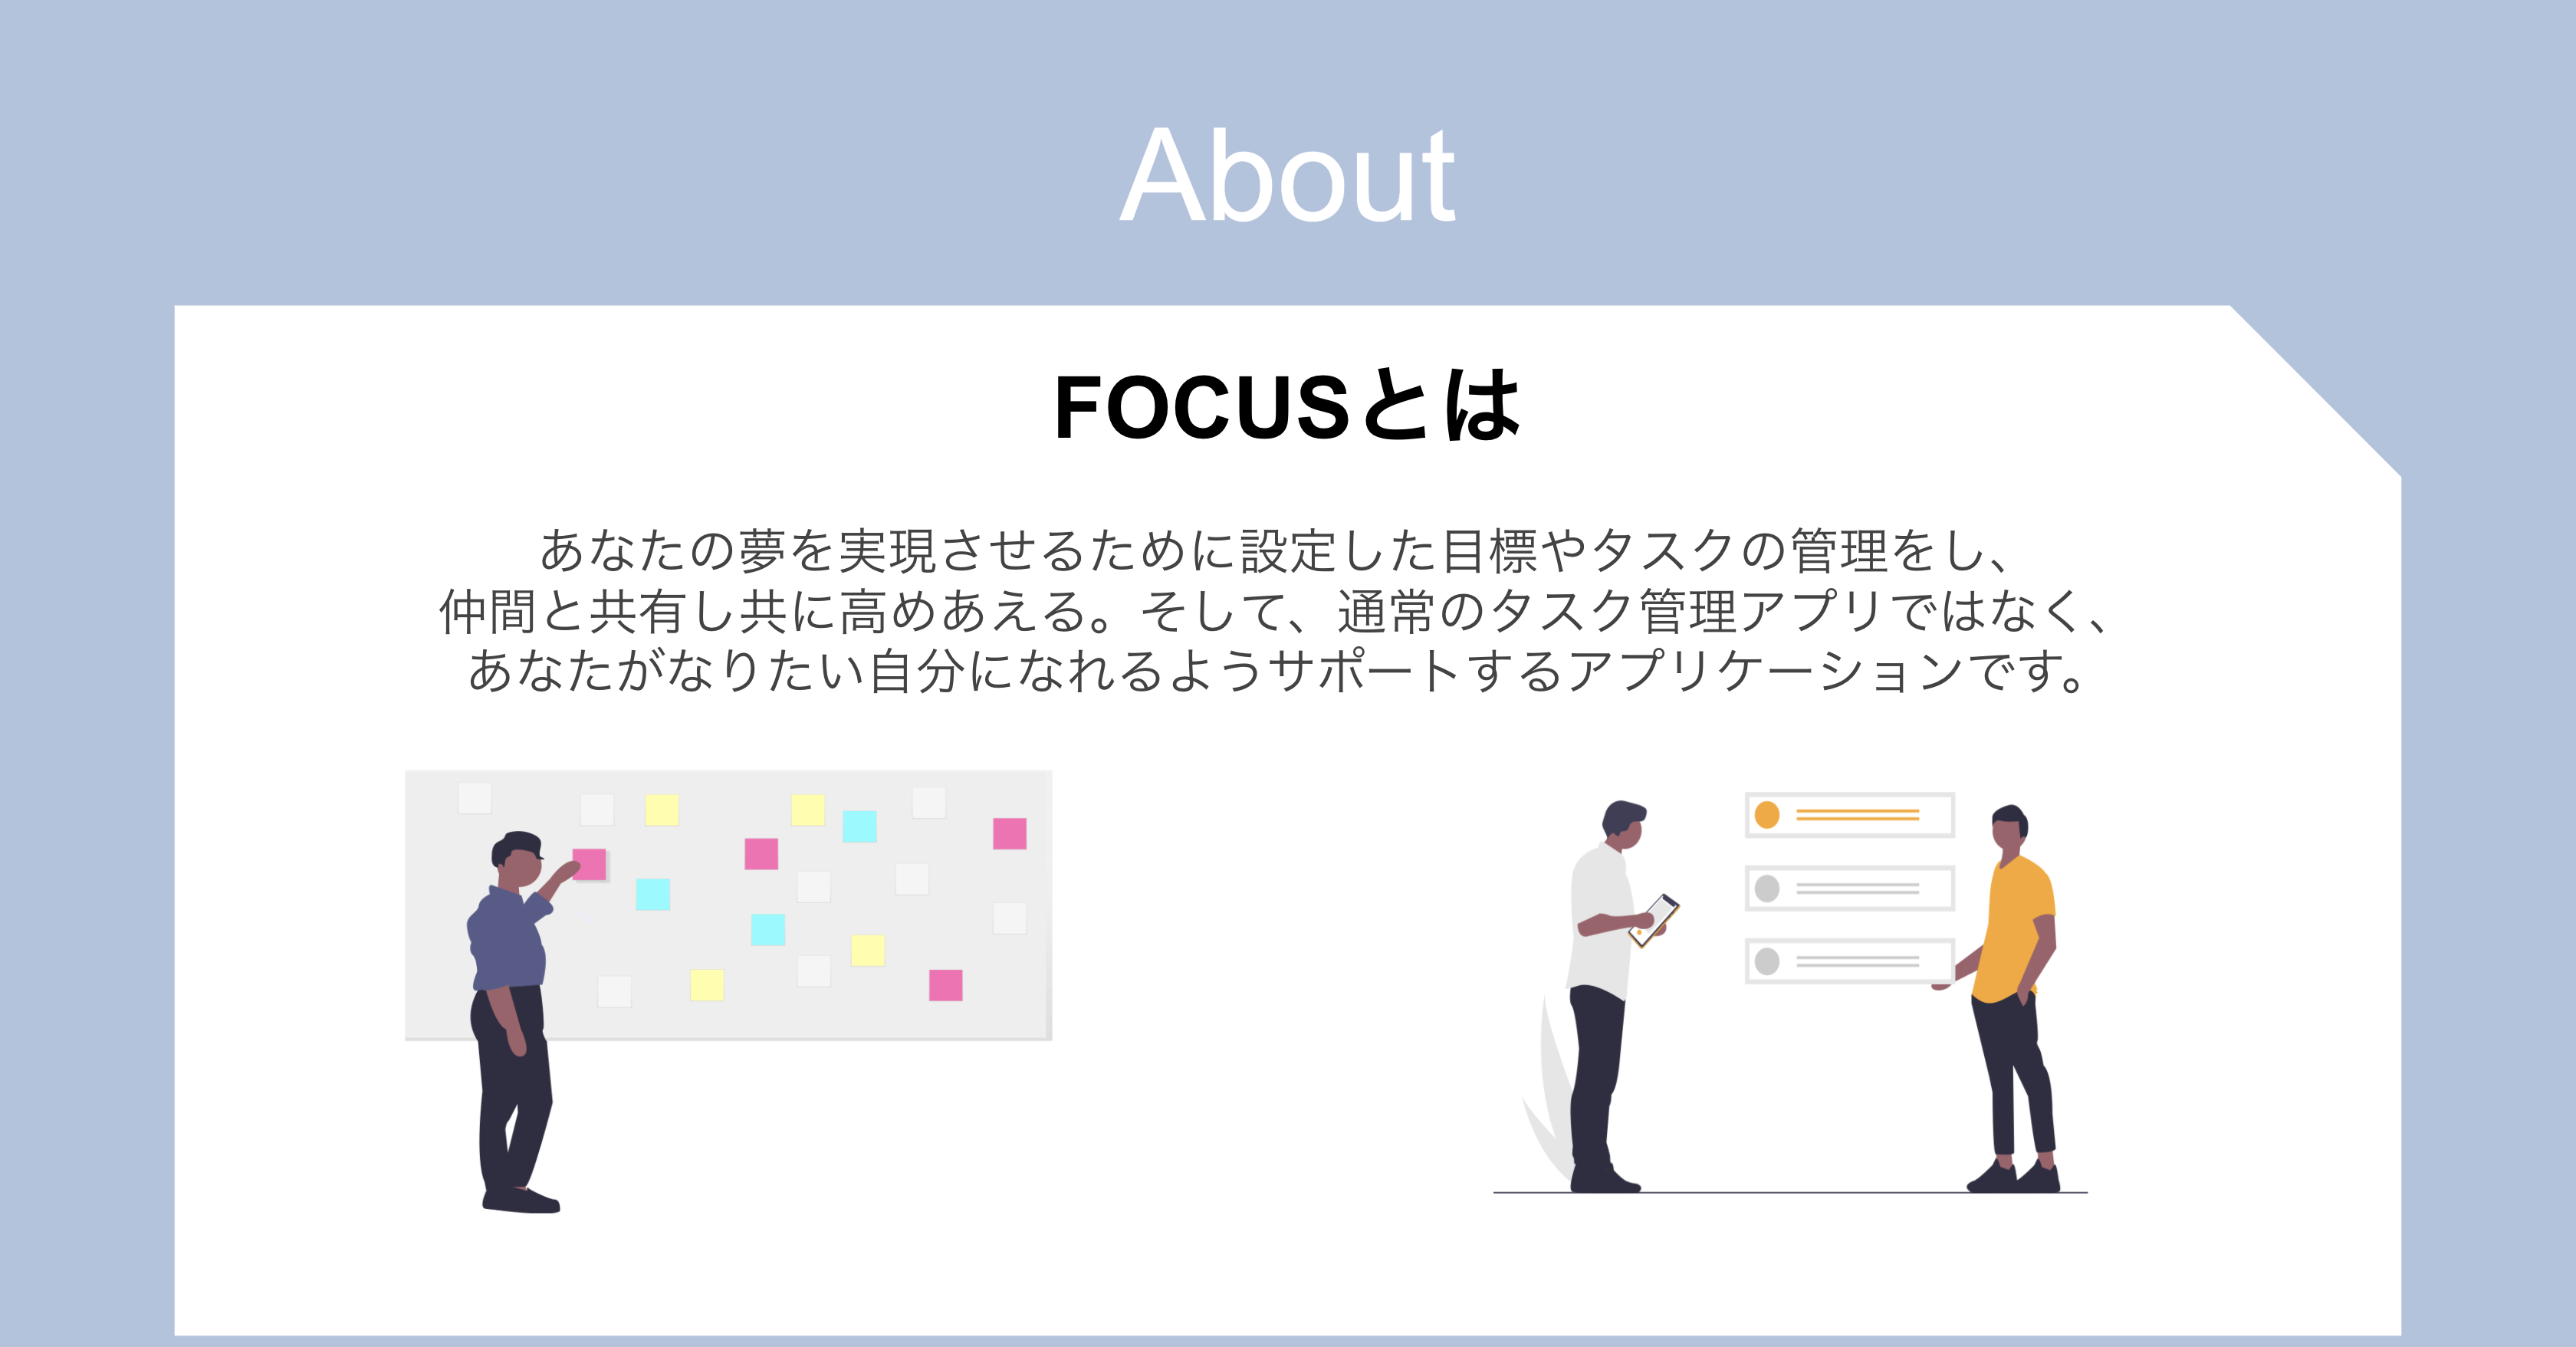 About
FOCUSとは
あなたの夢を実現させるために設定した目標やタスクの管理をし、
仲間と共有し共に高めあえる。そして、通常のタスク管理アプリではなく、
あなたがなりたい自分になれるようサポートするアプリケーションです。